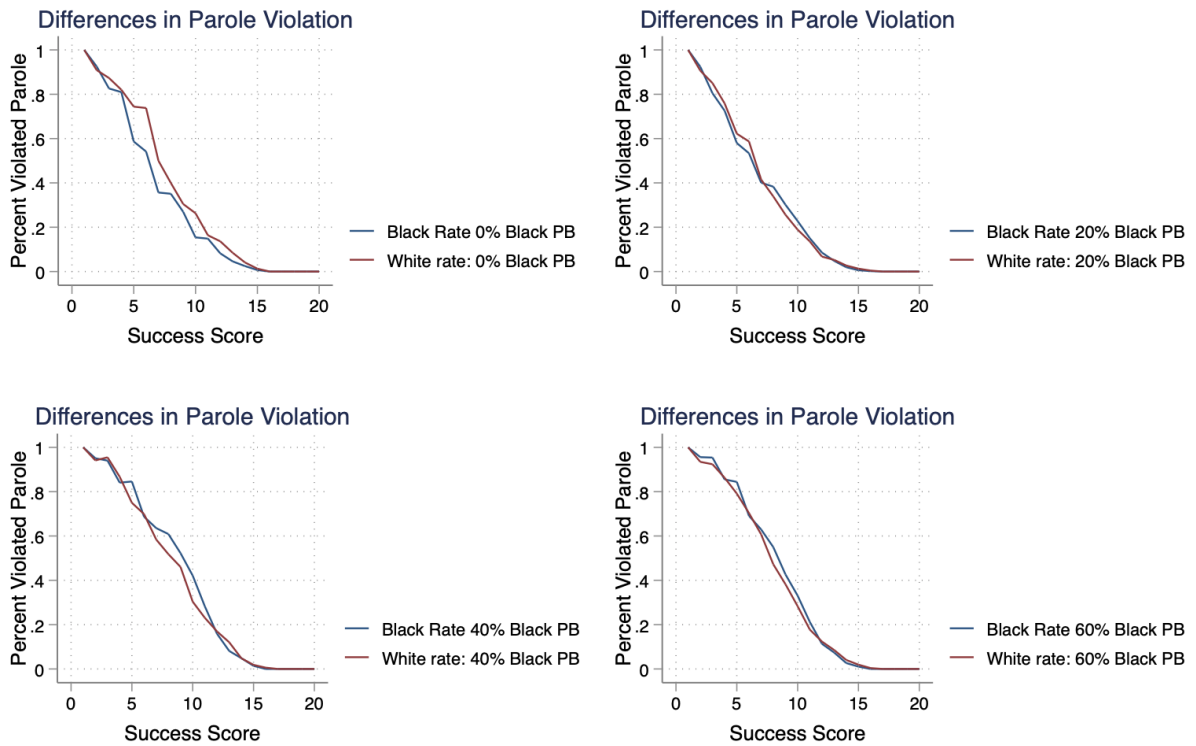 Differences in Parole Violation
Percent Violated Parole
1
.8
.6
.4
.2
0
0 5 10 15 20
Success Score
Black Rate 0% Black PB
White rate: 0% Black PB
Differences in Parole Violation
Percent Violated Parole
1
.8
.6
.4
.2
0
0 5 10 15 20
Success Score
Black Rate 20% Black PB
White rate: 20% Black PB
Differences in Parole Violation
Percent Violated Parole
1
.8
.6
.4
.2
0
0 5 10 15 20
Success Score
Black Rate 40% Black PB
White rate: 40% Black PB
Differences in Parole Violation
Percent Violated Parole
1
.8
.6
.4
.2
0
0 5 10 15 20
Success Score
Black Rate 60% Black PB
White rate: 60% Black PB